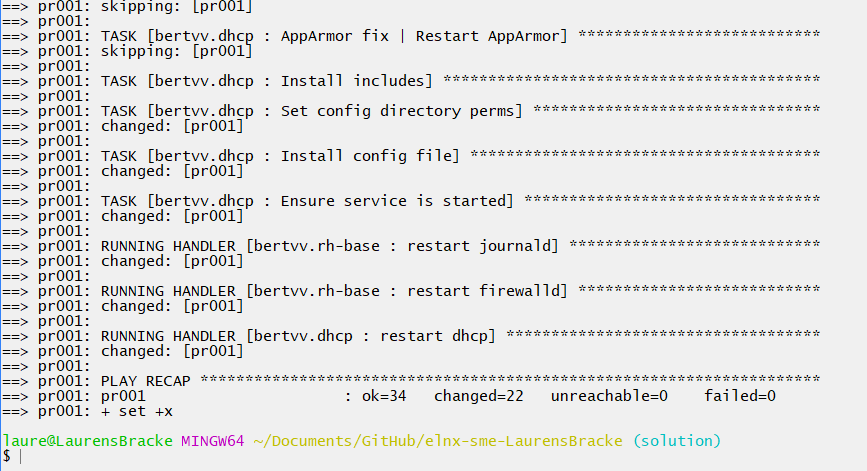 ==> pr001: skipping: [pr001]
==> pr001:
==> pr001: TASK [bertvv.dhcp : AppArmor fix | Restart AppArmor] ***************************
==> pr001: skipping: [pr001]
==> pr001:
==> pr001: TASK [bertvv.dhcp : Install includes] ******************************************
==> pr001:
==> pr001: TASK [bertvv.dhcp : Set config directory perms] ********************************
==> pr001: changed: [pr001]
==> pr001:
==> pr001: TASK [bertvv.dhcp : Install config file] ***************************************
==> pr001: changed: [pr001]
==> pr001:
==> pr001: TASK [bertvv.dhcp : Ensure service is started] *********************************
==> pr001: changed: [pr001]
==> pr001:
==> pr001: RUNNING HANDLER [bertvv.rh-base : restart journald] ****************************
==> pr001: changed: [pr001]
==> pr001:
==> pr001: RUNNING HANDLER [bertvv.rh-base : restart firewalld] ***************************
==> pr001: changed: [pr001]
==> pr001:
==> pr001: RUNNING HANDLER [bertvv.dhcp : restart dhcp] ***********************************
==> pr001: changed: [pr001]
==> pr001:
==> pr001: PLAY RECAP *********************************************************************
==> pr001: pr001                      : ok=34   changed=22   unreachable=0    failed=0
==> pr001: + set +x
laure@LaurensBracke MINGW64 ~/Documents/GitHub/elnx-sme-LaurensBracke (solution)
$